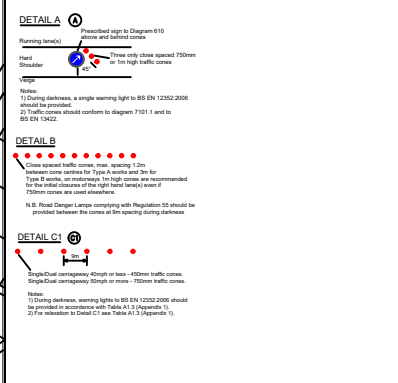 DETAIL A A
Prescribed sign to Diagram 610
above and behind cones
Running lane(s)
Three only close spaced 750mm
or 1m high traffic cones
Hard
Shoulder
45°
Verge
Notes:
1) During darkness, a single warning light to BS EN 12352:2006
should be provided.
2) Traffic cones should conform to diagram 7101.1 and to
BS EN 13422.
DETAIL B
Close spaced traffic cones, max. spacing 1.2m
between cone centres for Type A works and 3m for
Type B works, on motorways 1m high cones are recommended
for the initial closures of the right hand lane(s) even if
750mm cones are used elsewhere.
N.B. Road Danger Lamps complying with Regulation 55 should be
provided between the cones at 9m spacing during darkness
DETAIL C1 C1
9m
Single/Dual carriageway 40mph or less - 450mm traffic cones.
Single/Dual carriageway 50mph or more - 750mm traffic cones.
Notes:
1) During darkness, warning lights to BS EN 12352:2006 should
be provided in accordance with Table A1.3 (Appendix 1).
2) For relaxation to Detail C1 see Table A1.3 (Appendix 1).